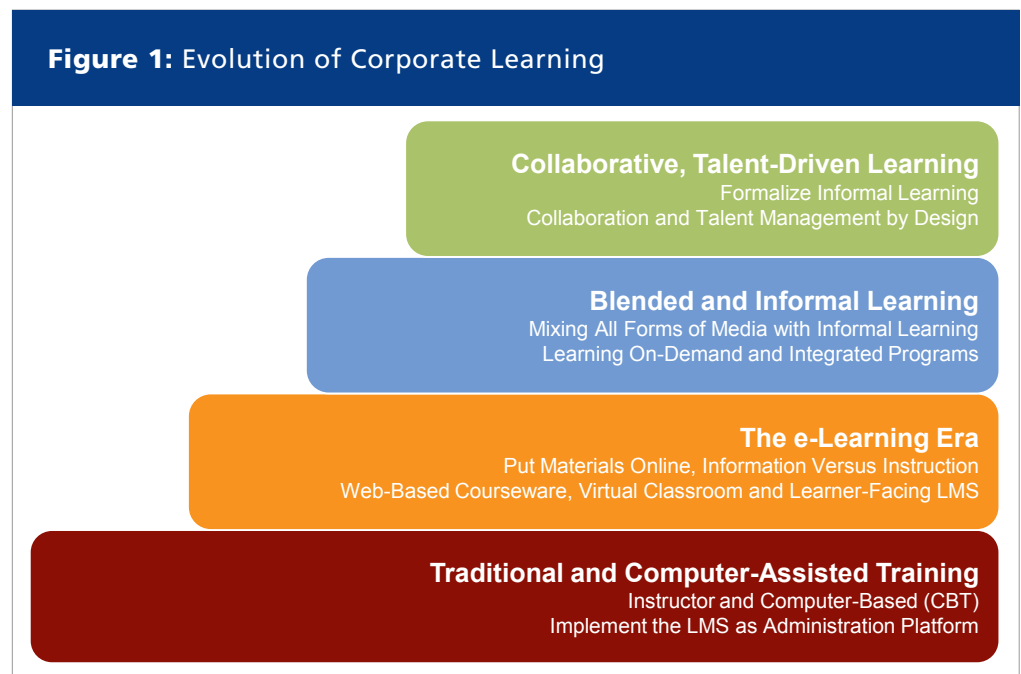 Figure 1: Evolution of Corporate Learning
Collaborative, Talent-Driven Learning
Formalize Informal Learning
Collaboration and Talent Management by Design
Blended and Informal Learning
Mixing All Forms of Media with Informal Learning
Learning On-Demand and Integrated Programs
The e-Learning Era
Put Materials Online, Information Versus Instruction
Web-Based Courseware, Virtual Classroom and Learner-Facing LMS
Traditional and Computer-Assisted Training
Instructor and Computer-Based (CBT)
Implement the LMS as Administration Platform